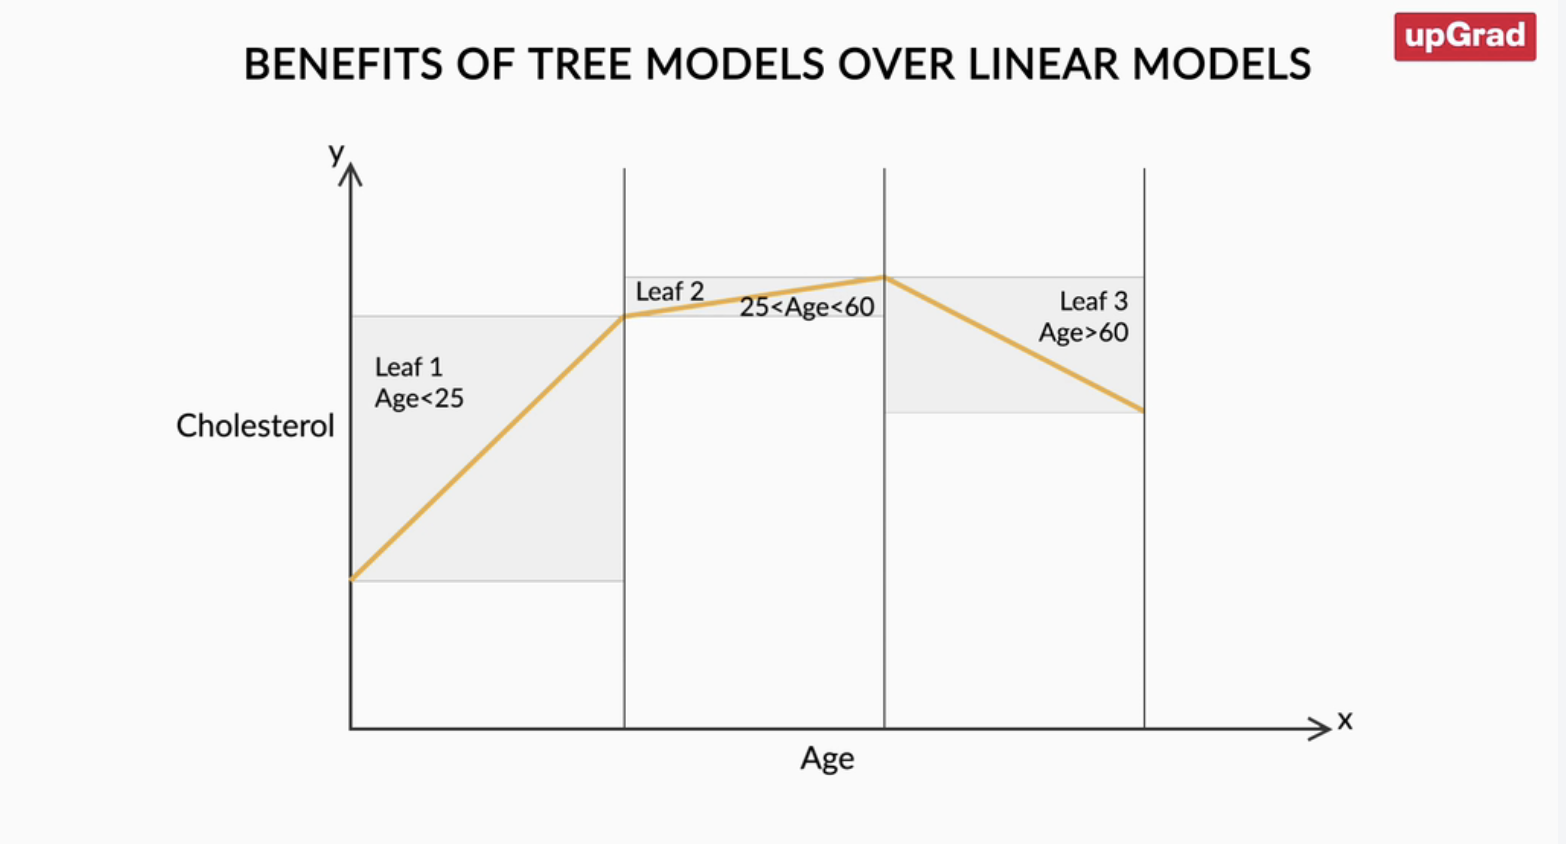 upGrad
BENEFITS OF TREE MODELS OVER LINEAR MODELS
y
Leaf 2
25<Age<60
Leaf 3
Age>60
Leaf 1
Age<25
Cholesterol
x
Age